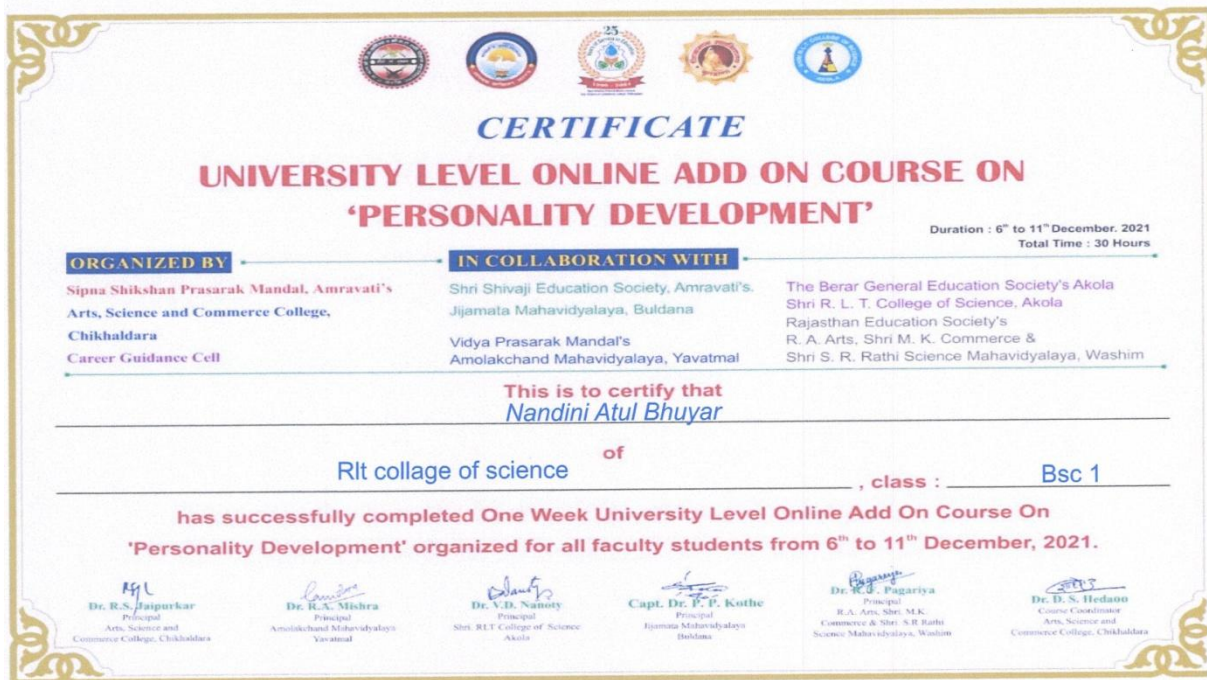 25
CERTIFICATE
UNIVERSITY LEVEL ONLINE ADD ON COURSE ON
‘PERSONALITY DEVELOPMENT’
Duration : 6th to 11th December. 2021
Total Time : 30 Hours
ORGANIZED BY
Sipna Shikshan Prasarak Mandal, Amravati's
Arts, Science and Commerce College,
Chikhaldara
Career Guidance Cell
IN COLLABORATION WITH
Shri Shivaji Education Society, Amravati's.
Jijamata Mahavidyalaya, Buldana
Vidya Prasarak Mandal's
Amolakchand Mahavidyalaya, Yavatmal
The Berar General Education Society's Akola
Shri R. L. T. College of Science, Akola
Rajasthan Education Society's
R. A. Arts, Shri M. K. Commerce &
Shri S. R. Rathi Science Mahavidyalaya, Washim
This is to certify that
Nandini Atul Bhuyar
of
Rlt collage of science , class : Bsc 1
has successfully completed One Week University Level Online Add On Course On
'Personality Development' organized for all faculty students from 6th to 11th December, 2021.
Dr. R.S. Jaipurkar
Principal
Arts, Science and
Commerce College, Chikhaldara
Dr. R.A. Mishra
Principal
Amolakchand Mahavidyalaya
Yavatmal
Dr. V.D. Nanoty
Principal
Shri. RLT College of Science
Akola
Capt. Dr. P. P. Kothe
Principal
Jijamata Mahavidyalaya
Buldana
Pagariya
Principal
R.A. Arts, Shri. M.K.
Commerce & Shri. S.R Rathi
Science Mahavidyalaya, Washim
Dr. D. S. Hedaoo
Course Coordinator
Arts, Science and
Commerce College, Chikhaldara